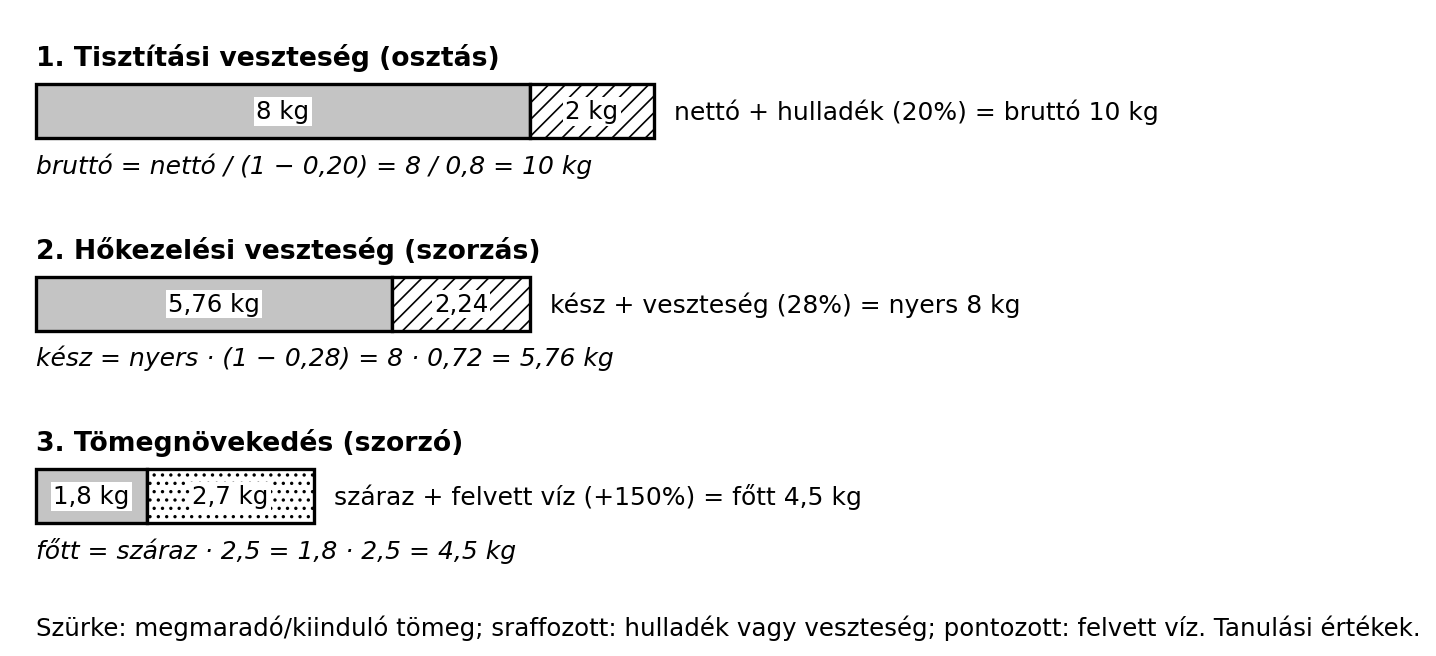 1. Tisztítási veszteség (osztás)
8 kg 2 kg nettó + hulladék (20%) = bruttó 10 kg
bruttó = nettó / (1 − 0,20) = 8 / 0,8 = 10 kg
2. Hőkezelési veszteség (szorzás)
5,76 kg 2,24 kész + veszteség (28%) = nyers 8 kg
kész = nyers · (1 − 0,28) = 8 · 0,72 = 5,76 kg
3. Tömegnövekedés (szorzó)
1,8 kg 2,7 kg száraz + felvett víz (+150%) = főtt 4,5 kg
főtt = száraz · 2,5 = 1,8 · 2,5 = 4,5 kg
Szürke: megmaradó/kiinduló tömeg; sraffozott: hulladék vagy veszteség; pontozott: felvett víz. Tanulási értékek.